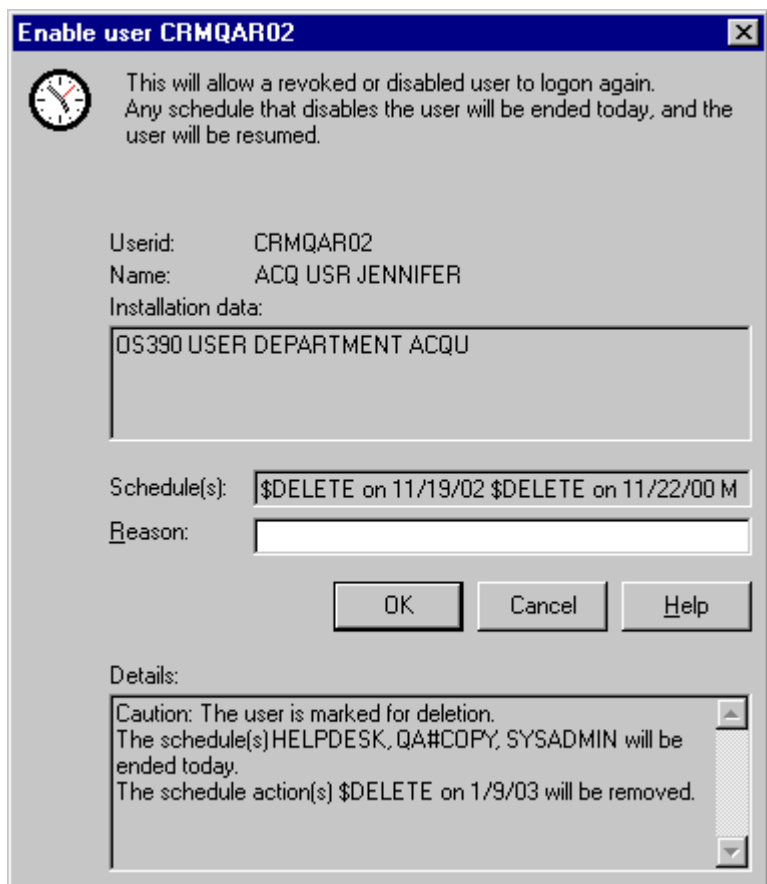 Enable user CRMQAR02
This will allow a revoked or disabled user to logon again.
Any schedule that disables the user will be ended today, and the
user will be resumed.
Userid: CRMQAR02
Name: ACQ USR JENNIFER
Installation data:
OS390 USER DEPARTMENT ACQU
Schedule(s): $DELETE on 11/19/02 $DELETE on 11/22/00 M
Reason:
OK Cancel Help
Details:
Caution: The user is marked for deletion.
The schedule(s) HELPDESK, QA#COPY, SYSADMIN will be
ended today.
The schedule action(s) $DELETE on 1/9/03 will be removed.